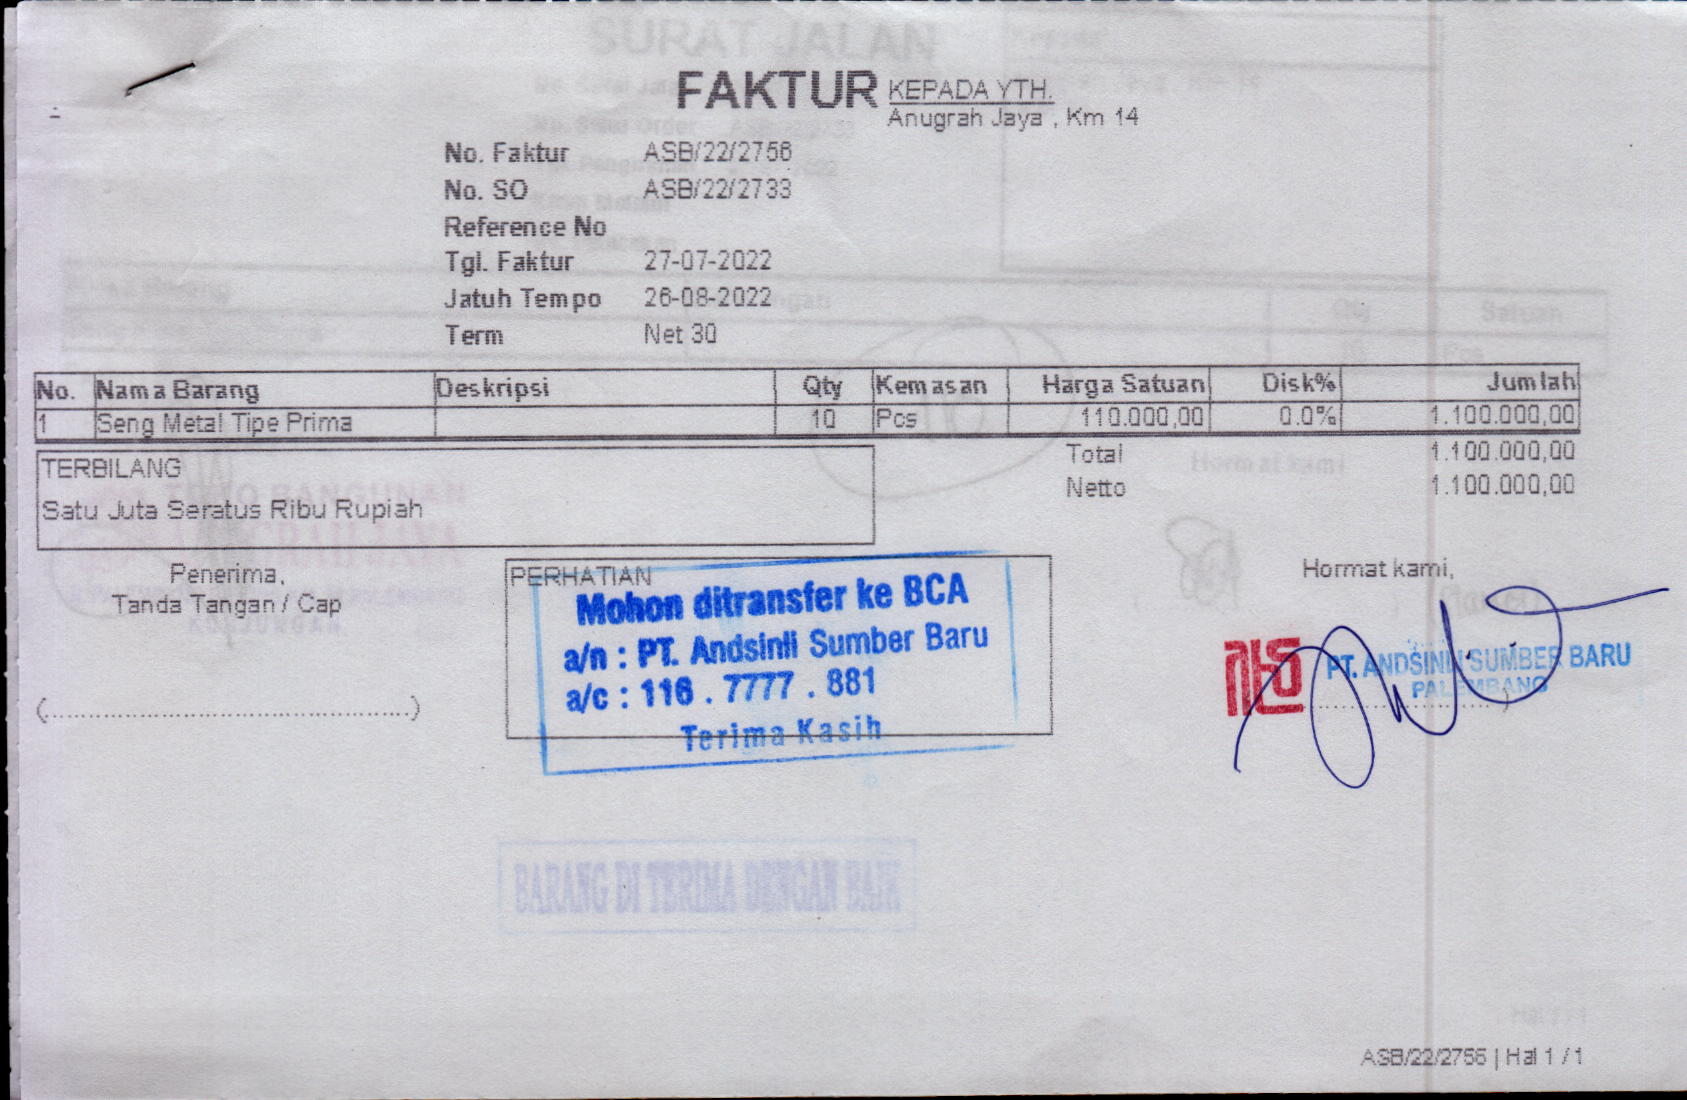 SURAT JALAN
FAKTUR KEPADA YTH.
Anugrah Jaya , Km 14
No. Faktur ASB/22/2756
No. SO ASB/22/2733
Reference No
Tgl. Faktur 27-07-2022
Jatuh Tempo 26-08-2022
Term Net 30
No. Nama Barang Deskripsi Qty Kemasan Harga Satuan Disk% Jumlah
1 Seng Metal Tipe Prima 10 Pcs 110.000,00 0.0% 1.100.000,00
Total 1.100.000,00
Netto 1.100.000,00
TERBILANG
Satu Juta Seratus Ribu Rupiah
Penerima,
Tanda Tangan / Cap
(........................................)
PERHATIAN
Mohon ditransfer ke BCA
a/n : PT. Andsinli Sumber Baru
a/c : 116 . 7777 . 881
Terima Kasih
Hormat kami,
PT. ANDSINLI SUMBER BARU
PALEMBANG
BARANG DI TERIMA DENGAN BAIK
ASB/22/2756 | Hal 1 / 1